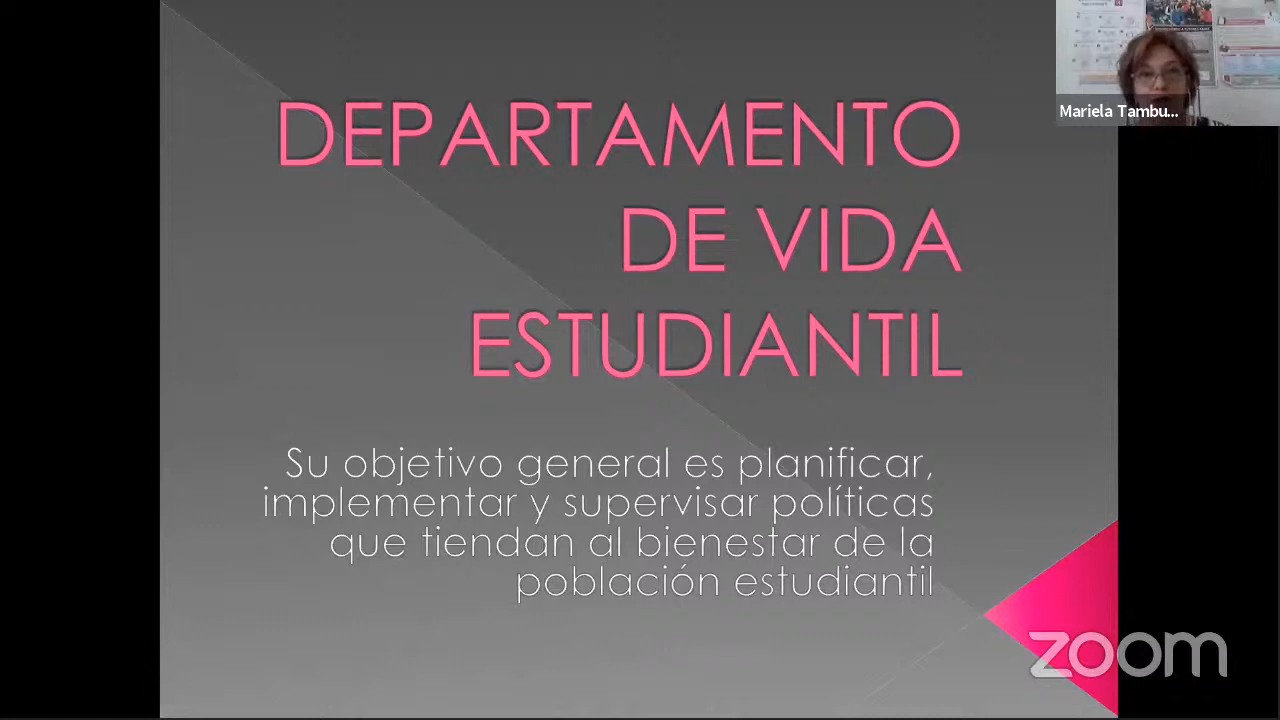 DEPARTAMENTO
DE VIDA
ESTUDIANTIL
Su objetivo general es planificar,
implementar y supervisar políticas
que tiendan al bienestar de la
población estudiantil
Mariela Tambu...
zoom